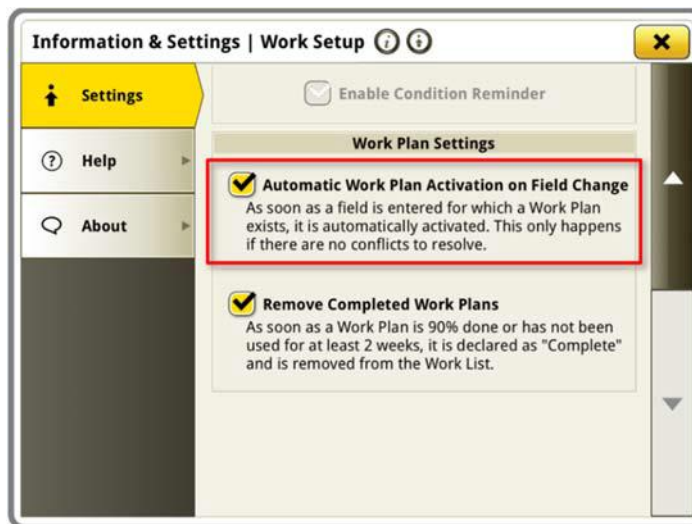 Information & Settings | Work Setup
Settings
Help
About
Enable Condition Reminder
Work Plan Settings
Automatic Work Plan Activation on Field Change
As soon as a field is entered for which a Work Plan
exists, it is automatically activated. This only happens
if there are no conflicts to resolve.
Remove Completed Work Plans
As soon as a Work Plan is 90% done or has not been
used for at least 2 weeks, it is declared as "Complete"
and is removed from the Work List.